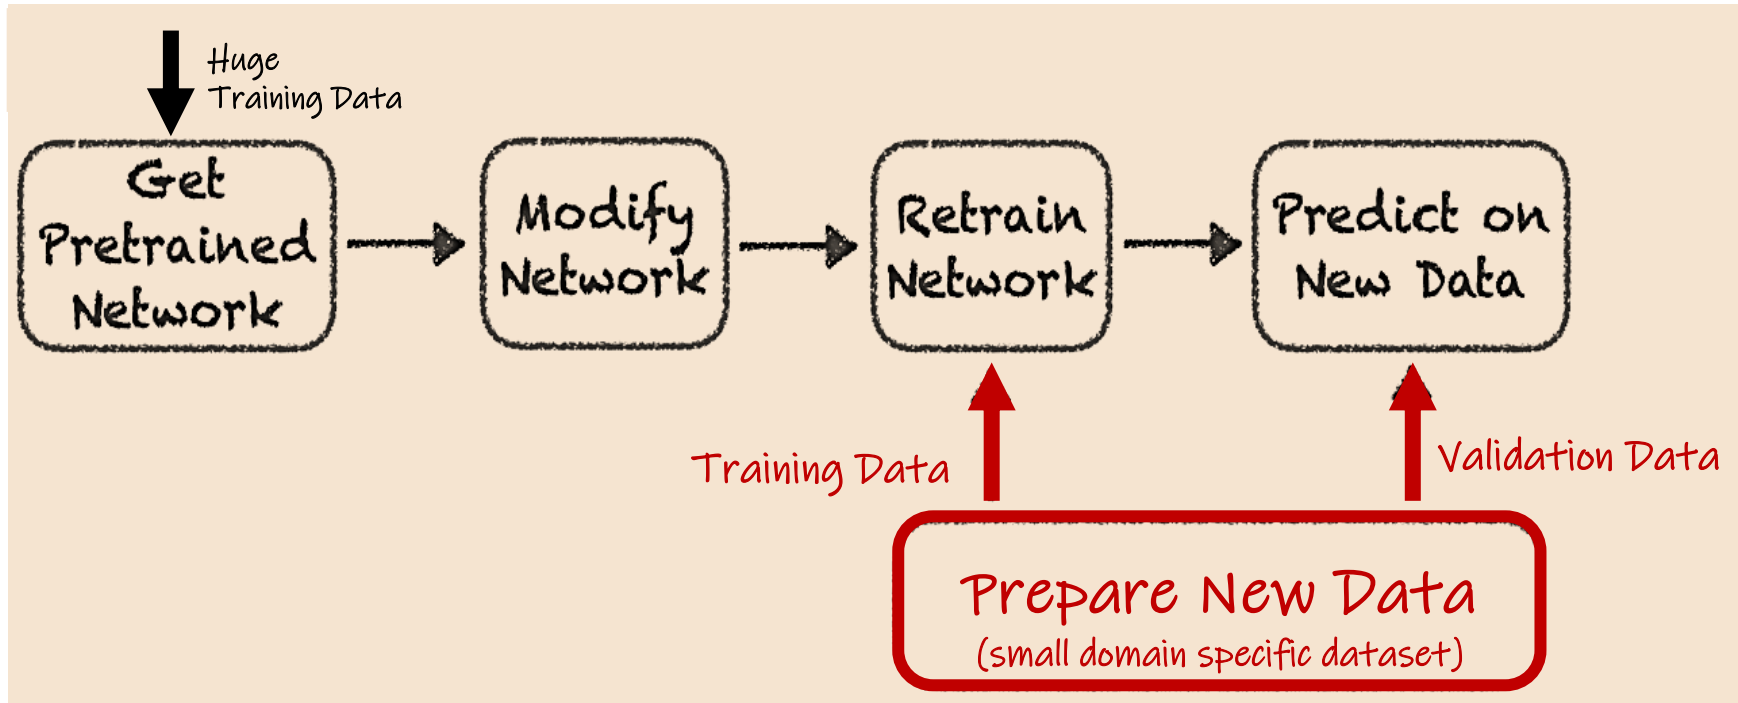 Huge
Training Data
Get
Pretrained
Network
Modify
Network
Retrain
Network
Predict on
New Data
Training Data
Validation Data
Prepare New Data
(small domain specific dataset)